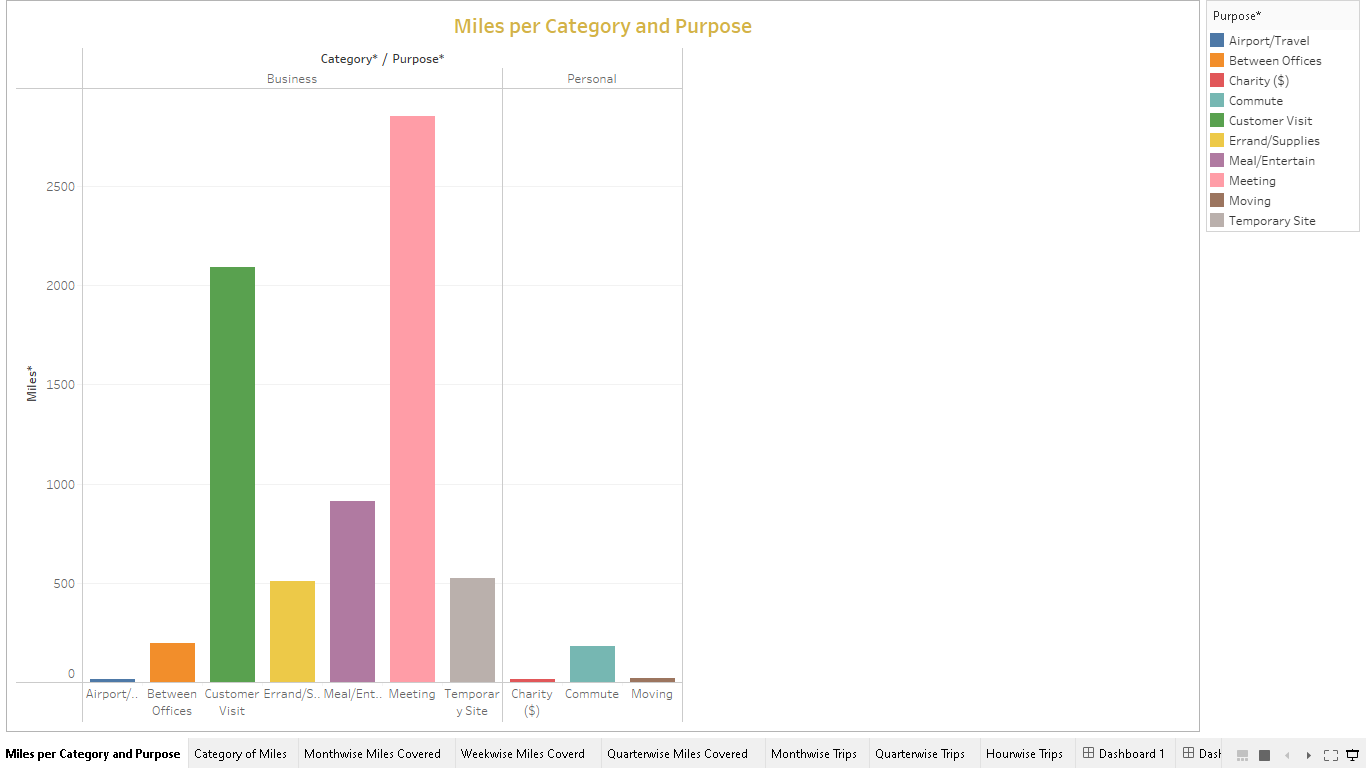 Miles per Category and Purpose
Category* / Purpose*
Business
Personal
Miles*
2500
2000
1500
1000
500
0
Airport/..
Between
Offices
Customer
Visit
Errand/S..
Meal/Ent..
Meeting
Temporar
y Site
Charity
($)
Commute
Moving
Purpose*
Airport/Travel
Between Offices
Charity ($)
Commute
Customer Visit
Errand/Supplies
Meal/Entertain
Meeting
Moving
Temporary Site
Miles per Category and Purpose
Category of Miles
Monthwise Miles Covered
Weekwise Miles Coverd
Quarterwise Miles Covered
Monthwise Trips
Quarterwise Trips
Hourwise Trips
Dashboard 1